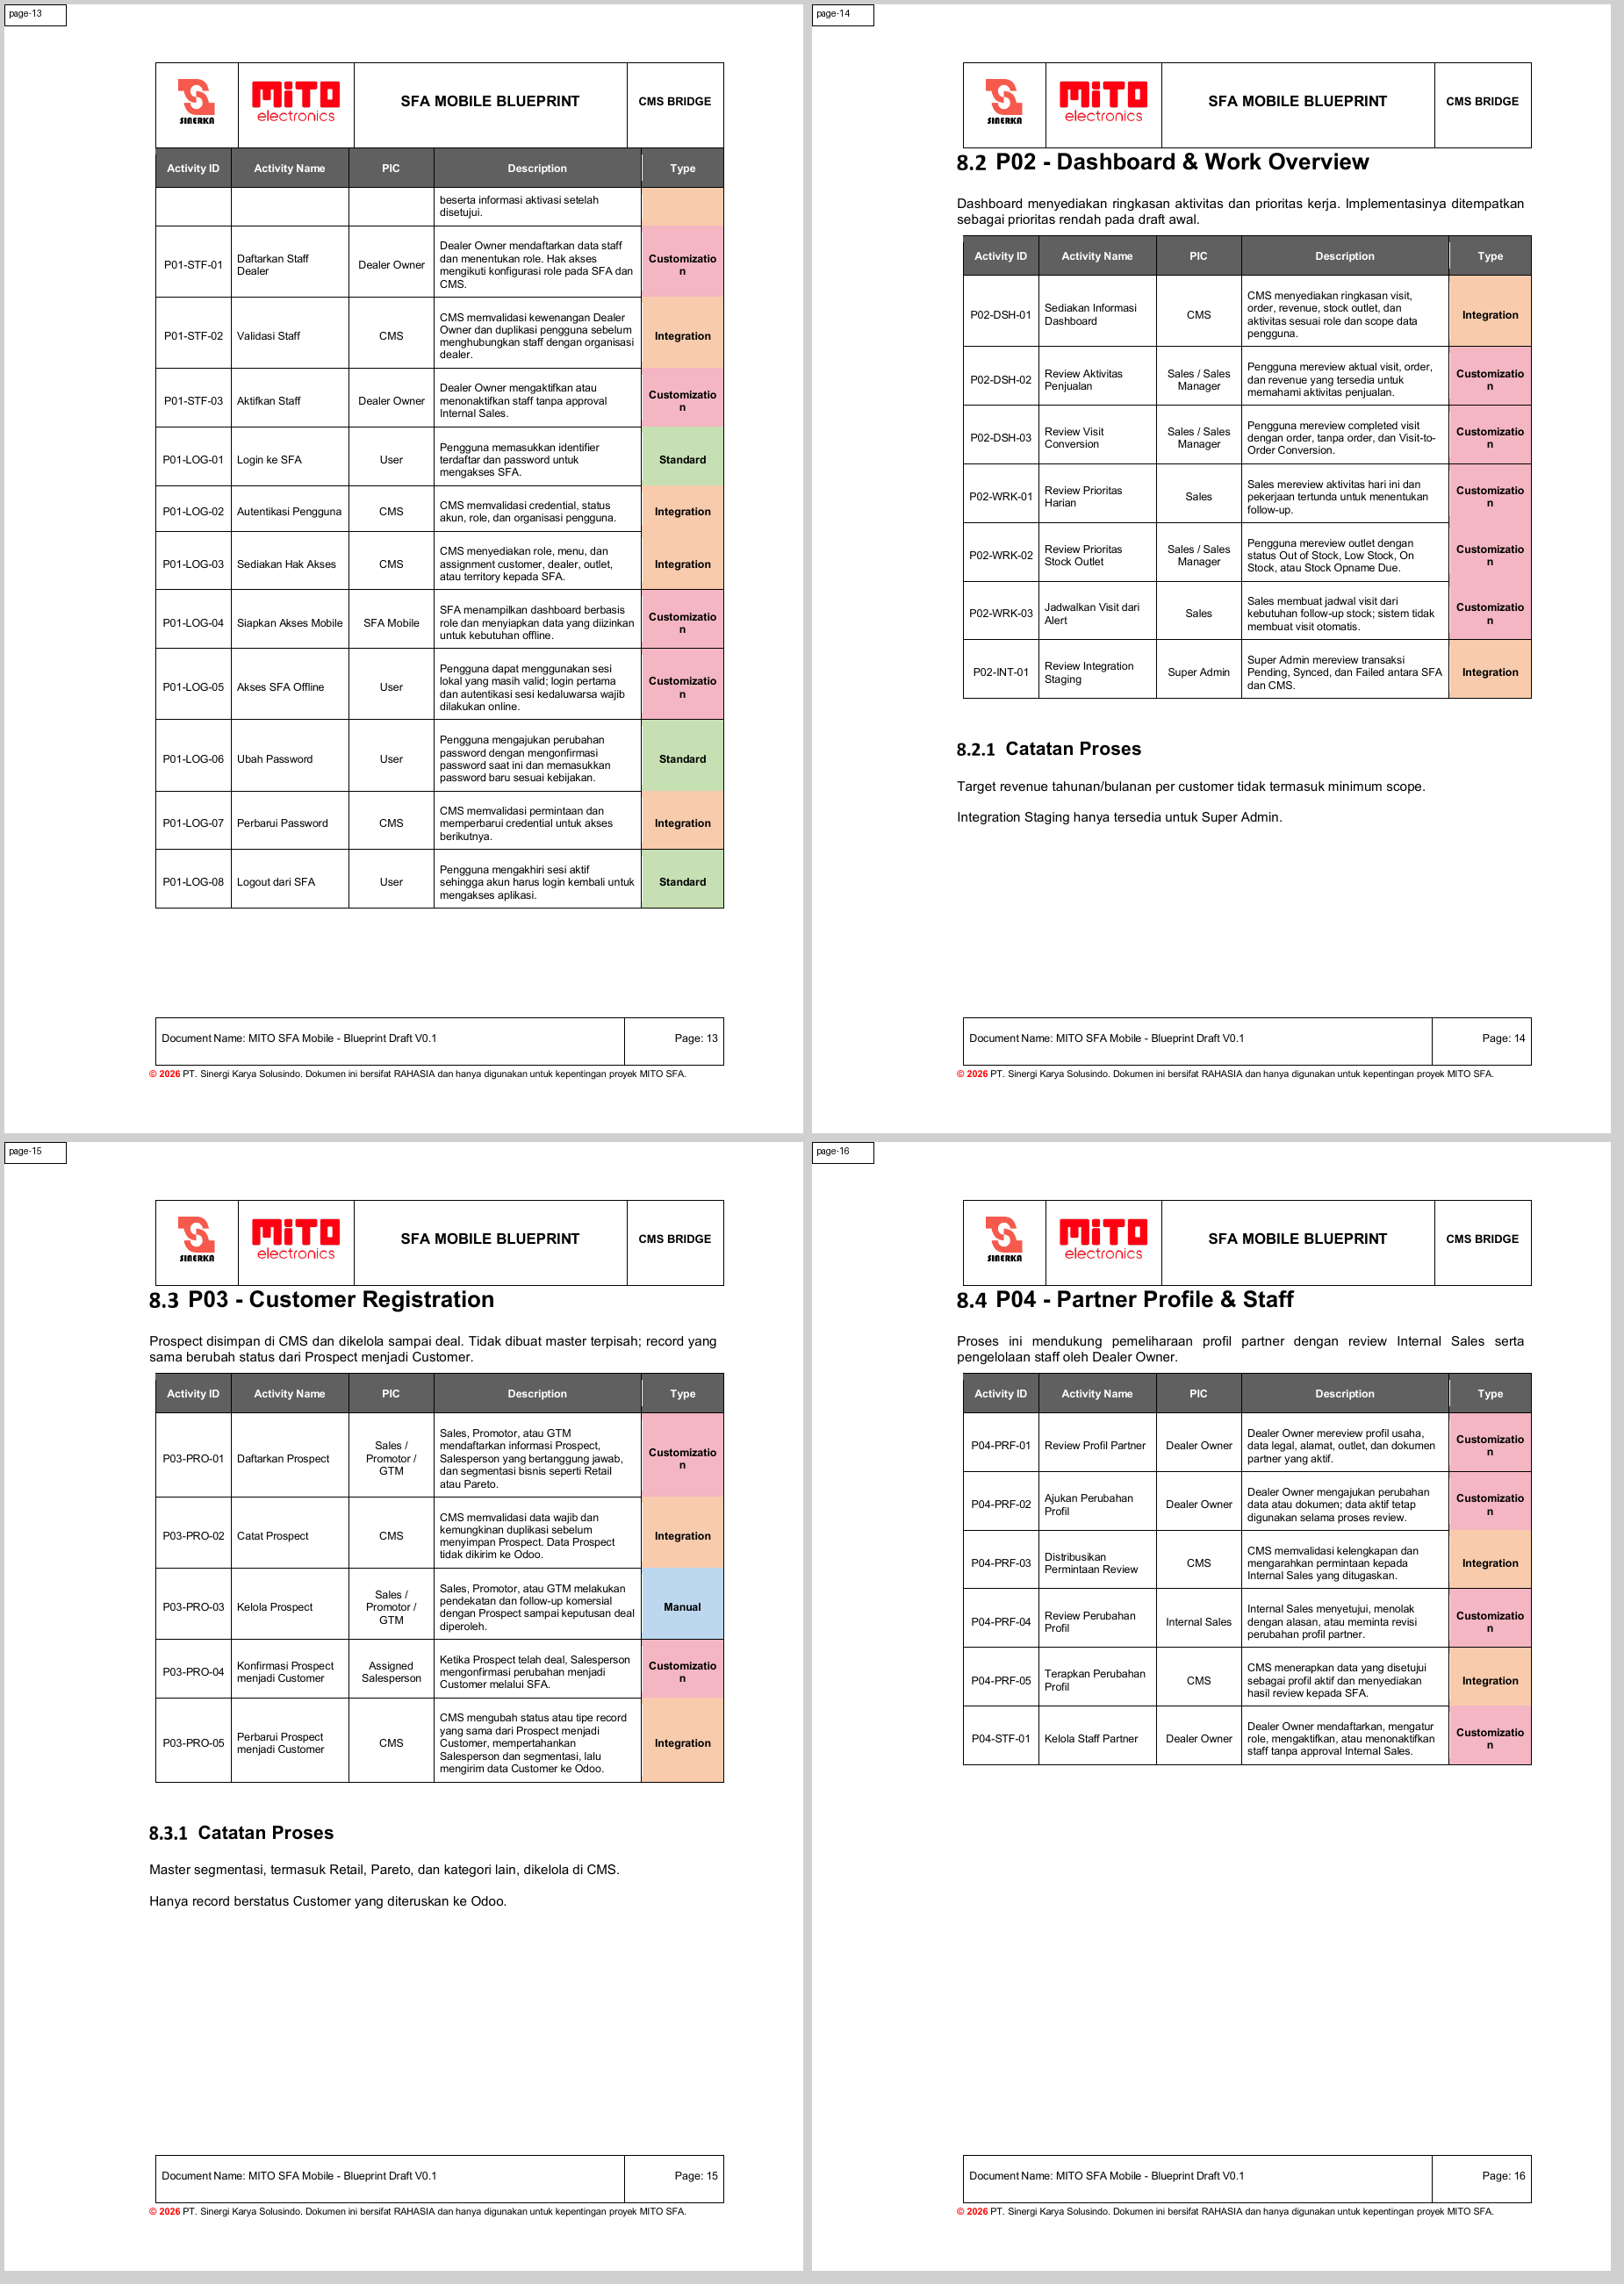 page-13
SINERKA
MiTO
electronics
SFA MOBILE BLUEPRINT
CMS BRIDGE
Activity ID
Activity Name
PIC
Description
Type
beserta informasi aktivasi setelah
disetujui.
P01-STF-01
Daftarkan Staff
Dealer
Dealer Owner
Dealer Owner mendaftarkan data staff
dan menentukan role. Hak akses
mengikuti konfigurasi role pada SFA dan
CMS.
Customizatio
n
P01-STF-02
Validasi Staff
CMS
CMS memvalidasi kewenangan Dealer
Owner dan duplikasi pengguna sebelum
menghubungkan staff dengan organisasi
dealer.
Integration
P01-STF-03
Aktifkan Staff
Dealer Owner
Dealer Owner mengaktifkan atau
menonaktifkan staff tanpa approval
Internal Sales.
Customizatio
n
P01-LOG-01
Login ke SFA
User
Pengguna memasukkan identifier
terdaftar dan password untuk
mengakses SFA.
Standard
P01-LOG-02
Autentikasi Pengguna
CMS
CMS memvalidasi credential, status
akun, role, dan organisasi pengguna.
Integration
P01-LOG-03
Sediakan Hak Akses
CMS
CMS menyediakan role, menu, dan
assignment customer, dealer, outlet,
atau territory kepada SFA.
Integration
P01-LOG-04
Siapkan Akses Mobile
SFA Mobile
SFA menampilkan dashboard berbasis
role dan menyiapkan data yang diizinkan
untuk kebutuhan offline.
Customizatio
n
P01-LOG-05
Akses SFA Offline
User
Pengguna dapat menggunakan sesi
lokal yang masih valid; login pertama
dan autentikasi sesi kedaluwarsa wajib
dilakukan online.
Customizatio
n
P01-LOG-06
Ubah Password
User
Pengguna mengajukan perubahan
password dengan mengonfirmasi
password saat ini dan memasukkan
password baru sesuai kebijakan.
Standard
P01-LOG-07
Perbarui Password
CMS
CMS memvalidasi permintaan dan
memperbarui credential untuk akses
berikutnya.
Integration
P01-LOG-08
Logout dari SFA
User
Pengguna mengakhiri sesi aktif
sehingga akun harus login kembali untuk
mengakses aplikasi.
Standard
Document Name: MITO SFA Mobile - Blueprint Draft V0.1
Page: 13
© 2026 PT. Sinergi Karya Solusindo. Dokumen ini bersifat RAHASIA dan hanya digunakan untuk kepentingan proyek MITO SFA.
page-14
SINERKA
MiTO
electronics
SFA MOBILE BLUEPRINT
CMS BRIDGE
8.2 P02 - Dashboard & Work Overview
Dashboard menyediakan ringkasan aktivitas dan prioritas kerja. Implementasinya ditempatkan
sebagai prioritas rendah pada draft awal.
Activity ID
Activity Name
PIC
Description
Type
P02-DSH-01
Sediakan Informasi
Dashboard
CMS
CMS menyediakan ringkasan visit,
order, revenue, stock outlet, dan
aktivitas sesuai role dan scope data
pengguna.
Integration
P02-DSH-02
Review Aktivitas
Penjualan
Sales / Sales
Manager
Pengguna mereview aktual visit, order,
dan revenue yang tersedia untuk
memahami aktivitas penjualan.
Customizatio
n
P02-DSH-03
Review Visit
Conversion
Sales / Sales
Manager
Pengguna mereview completed visit
dengan order, tanpa order, dan Visit-to-
Order Conversion.
Customizatio
n
P02-WRK-01
Review Prioritas
Harian
Sales
Sales mereview aktivitas hari ini dan
pekerjaan tertunda untuk menentukan
follow-up.
Customizatio
n
P02-WRK-02
Review Prioritas
Stock Outlet
Sales / Sales
Manager
Pengguna mereview outlet dengan
status Out of Stock, Low Stock, On
Stock, atau Stock Opname Due.
Customizatio
n
P02-WRK-03
Jadwalkan Visit dari
Alert
Sales
Sales membuat jadwal visit dari
kebutuhan follow-up stock; sistem tidak
membuat visit otomatis.
Customizatio
n
P02-INT-01
Review Integration
Staging
Super Admin
Super Admin mereview transaksi
Pending, Synced, dan Failed antara SFA
dan CMS.
Integration
8.2.1 Catatan Proses
Target revenue tahunan/bulanan per customer tidak termasuk minimum scope.
Integration Staging hanya tersedia untuk Super Admin.
Document Name: MITO SFA Mobile - Blueprint Draft V0.1
Page: 14
© 2026 PT. Sinergi Karya Solusindo. Dokumen ini bersifat RAHASIA dan hanya digunakan untuk kepentingan proyek MITO SFA.
page-15
SINERKA
MiTO
electronics
SFA MOBILE BLUEPRINT
CMS BRIDGE
8.3 P03 - Customer Registration
Prospect disimpan di CMS dan dikelola sampai deal. Tidak dibuat master terpisah; record yang
sama berubah status dari Prospect menjadi Customer.
Activity ID
Activity Name
PIC
Description
Type
P03-PRO-01
Daftarkan Prospect
Sales /
Promotor /
GTM
Sales, Promotor, atau GTM
mendaftarkan informasi Prospect,
Salesperson yang bertanggung jawab,
dan segmentasi bisnis seperti Retail
atau Pareto.
Customizatio
n
P03-PRO-02
Catat Prospect
CMS
CMS memvalidasi data wajib dan
kemungkinan duplikasi sebelum
menyimpan Prospect. Data Prospect
tidak dikirim ke Odoo.
Integration
P03-PRO-03
Kelola Prospect
Sales /
Promotor /
GTM
Sales, Promotor, atau GTM melakukan
pendekatan dan follow-up komersial
dengan Prospect sampai keputusan deal
diperoleh.
Manual
P03-PRO-04
Konfirmasi Prospect
menjadi Customer
Assigned
Salesperson
Ketika Prospect telah deal, Salesperson
mengonfirmasi perubahan menjadi
Customer melalui SFA.
Customizatio
n
P03-PRO-05
Perbarui Prospect
menjadi Customer
CMS
CMS mengubah status atau tipe record
yang sama dari Prospect menjadi
Customer, mempertahankan
Salesperson dan segmentasi, lalu
mengirim data Customer ke Odoo.
Integration
8.3.1 Catatan Proses
Master segmentasi, termasuk Retail, Pareto, dan kategori lain, dikelola di CMS.
Hanya record berstatus Customer yang diteruskan ke Odoo.
Document Name: MITO SFA Mobile - Blueprint Draft V0.1
Page: 15
© 2026 PT. Sinergi Karya Solusindo. Dokumen ini bersifat RAHASIA dan hanya digunakan untuk kepentingan proyek MITO SFA.
page-16
SINERKA
MiTO
electronics
SFA MOBILE BLUEPRINT
CMS BRIDGE
8.4 P04 - Partner Profile & Staff
Proses ini mendukung pemeliharaan profil partner dengan review Internal Sales serta
pengelolaan staff oleh Dealer Owner.
Activity ID
Activity Name
PIC
Description
Type
P04-PRF-01
Review Profil Partner
Dealer Owner
Dealer Owner mereview profil usaha,
data legal, alamat, outlet, dan dokumen
partner yang aktif.
Customizatio
n
P04-PRF-02
Ajukan Perubahan
Profil
Dealer Owner
Dealer Owner mengajukan perubahan
data atau dokumen; data aktif tetap
digunakan selama proses review.
Customizatio
n
P04-PRF-03
Distribusikan
Permintaan Review
CMS
CMS memvalidasi kelengkapan dan
mengarahkan permintaan kepada
Internal Sales yang ditugaskan.
Integration
P04-PRF-04
Review Perubahan
Profil
Internal Sales
Internal Sales menyetujui, menolak
dengan alasan, atau meminta revisi
perubahan profil partner.
Customizatio
n
P04-PRF-05
Terapkan Perubahan
Profil
CMS
CMS menerapkan data yang disetujui
sebagai profil aktif dan menyediakan
hasil review kepada SFA.
Integration
P04-STF-01
Kelola Staff Partner
Dealer Owner
Dealer Owner mendaftarkan, mengatur
role, mengaktifkan, atau menonaktifkan
staff tanpa approval Internal Sales.
Customizatio
n
Document Name: MITO SFA Mobile - Blueprint Draft V0.1
Page: 16
© 2026 PT. Sinergi Karya Solusindo. Dokumen ini bersifat RAHASIA dan hanya digunakan untuk kepentingan proyek MITO SFA.